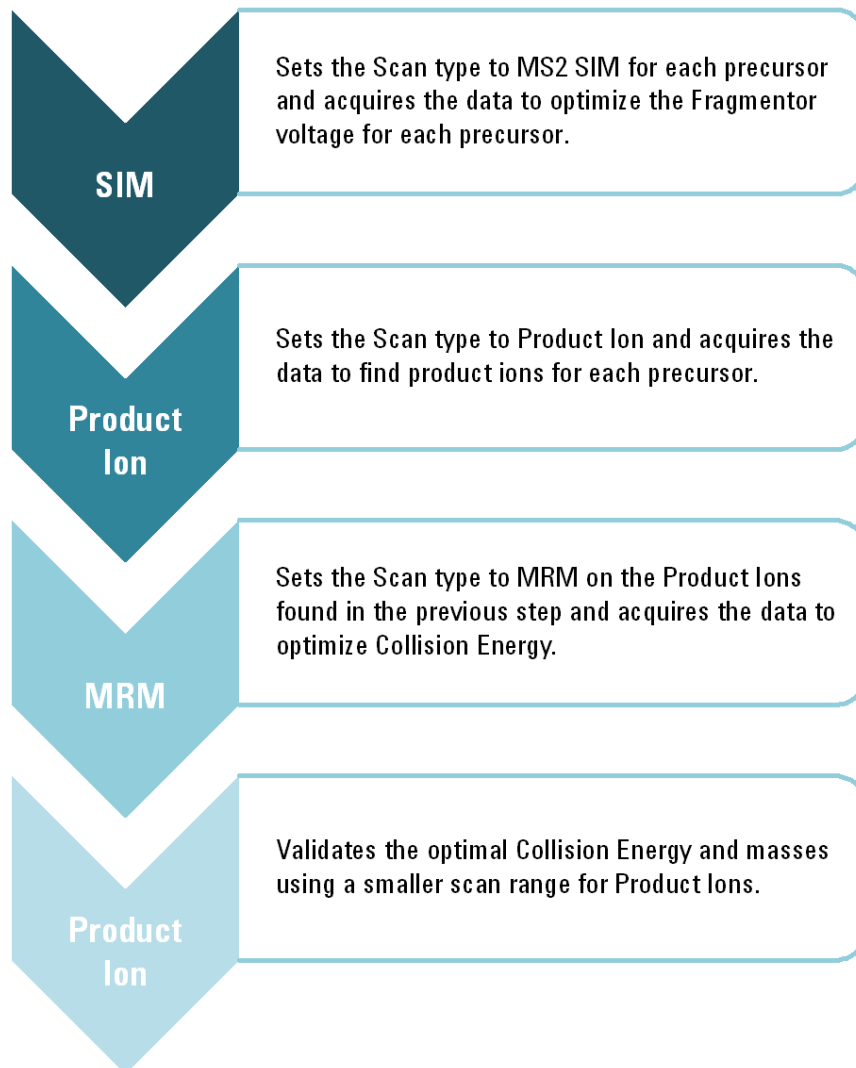 SIM
Sets the Scan type to MS2 SIM for each precursor
and acquires the data to optimize the Fragmentor
voltage for each precursor.
Product
Ion
Sets the Scan type to Product Ion and acquires the
data to find product ions for each precursor.
MRM
Sets the Scan type to MRM on the Product Ions
found in the previous step and acquires the data to
optimize Collision Energy.
Product
Ion
Validates the optimal Collision Energy and masses
using a smaller scan range for Product Ions.